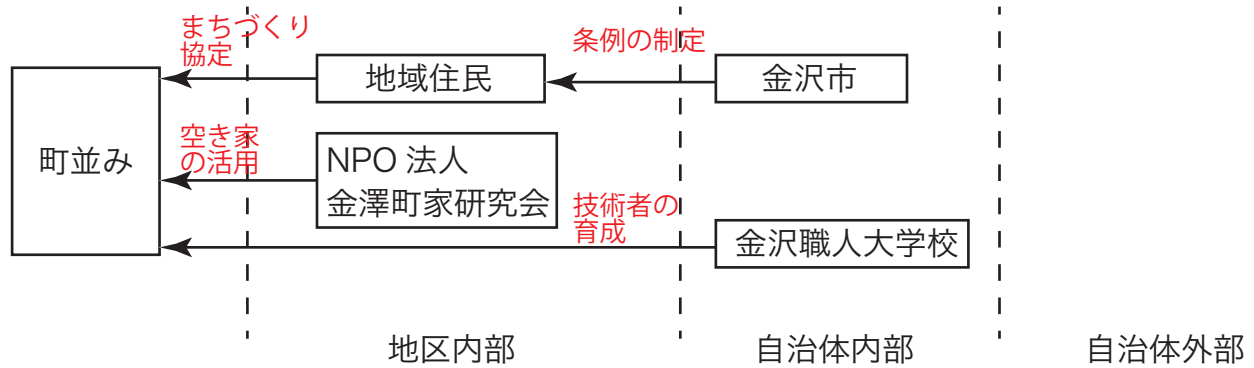 まちづくり
協定
条例の制定
地域住民
金沢市
町並み
空き家
の活用
NPO 法人
金澤町家研究会
技術者の
育成
金沢職人大学校
地区内部
自治体内部
自治体外部